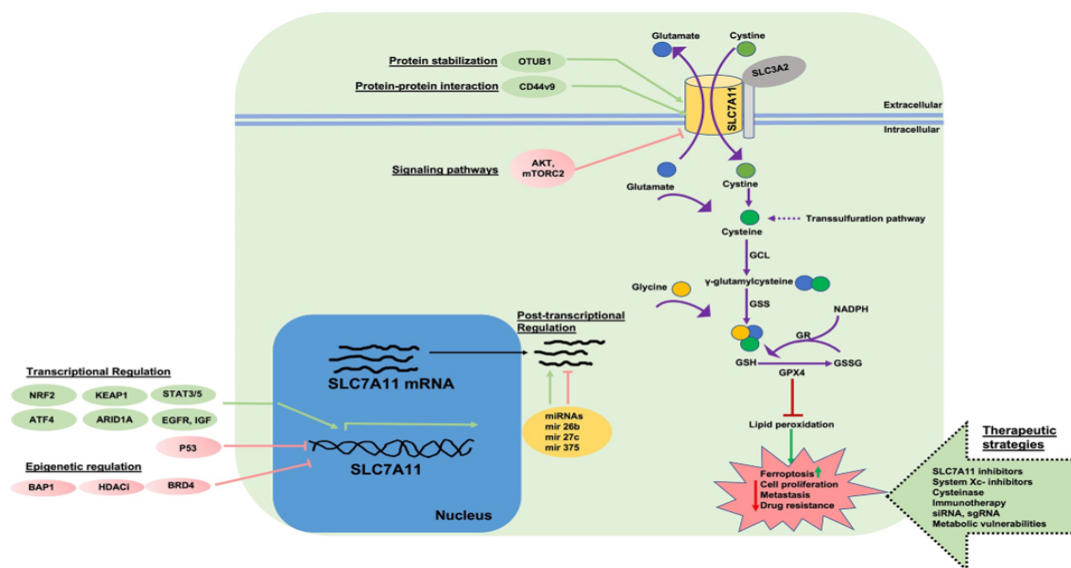 Glutamate
Cystine
SLC3A2
Protein stabilization
OTUB1
Protein-protein interaction
CD44v9
SLC7A11
Extracellular
Intracellular
Signaling pathways
AKT,
mTORC2
Glutamate
Cystine
Transsulfuration pathway
Cysteine
GCL
γ-glutamylcysteine
Glycine
GSS
NADPH
GR
GSH
GSSG
GPX4
Lipid peroxidation
Post-transcriptional
Regulation
SLC7A11 mRNA
miRNAs
mir 26b
mir 27c
mir 375
Transcriptional Regulation
NRF2
KEAP1
STAT3/5
ATF4
ARID1A
EGFR, IGF
P53
SLC7A11
Epigenetic regulation
BAP1
HDACi
BRD4
Nucleus
Ferroptosis
Cell proliferation
Metastasis
Drug resistance
Therapeutic
strategies
SLC7A11 inhibitors
System Xc- inhibitors
Cysteinase
Immunotherapy
siRNA, sgRNA
Metabolic vulnerabilities